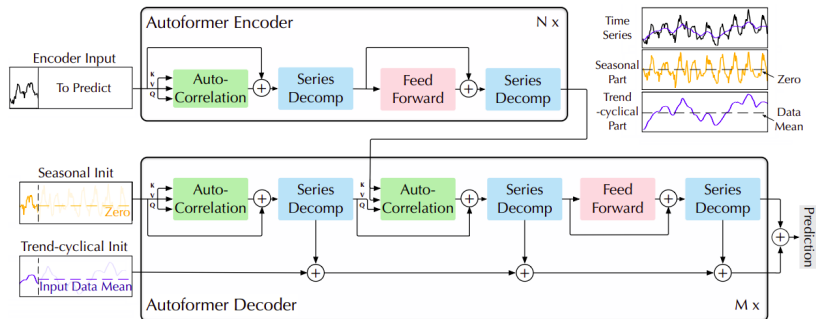 Autoformer Encoder
N x
Encoder Input
To Predict
K
V
Q
Auto-
Correlation
Series
Decomp
Feed
Forward
Series
Decomp
Time
Series
Seasonal
Part
Zero
Trend
-cyclical
Part
Data
Mean
Seasonal Init
Zero
K
V
Q
Auto-
Correlation
Series
Decomp
K
V
Q
Auto-
Correlation
Series
Decomp
Feed
Forward
Series
Decomp
Prediction
Trend-cyclical Init
Input Data Mean
Autoformer Decoder
M x